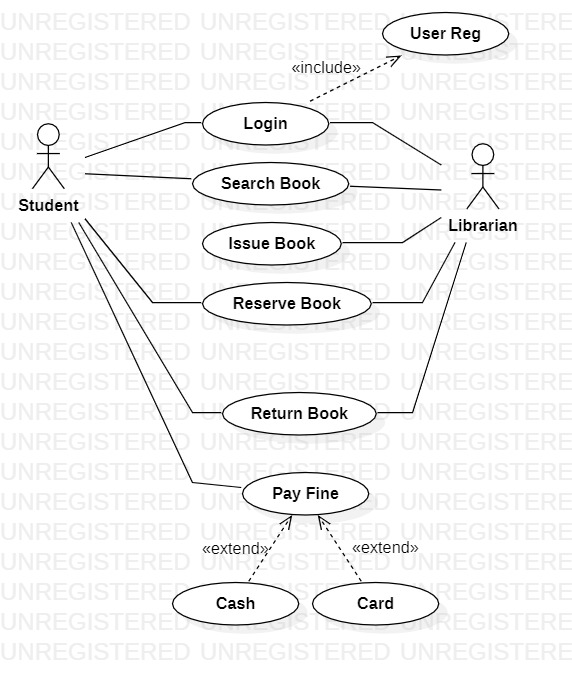 User Reg
«include»
Login
Search Book
Student
Librarian
Issue Book
Reserve Book
Return Book
Pay Fine
«extend»
«extend»
Cash
Card
UNREGISTERED UNREGISTERED UNREGISTERED